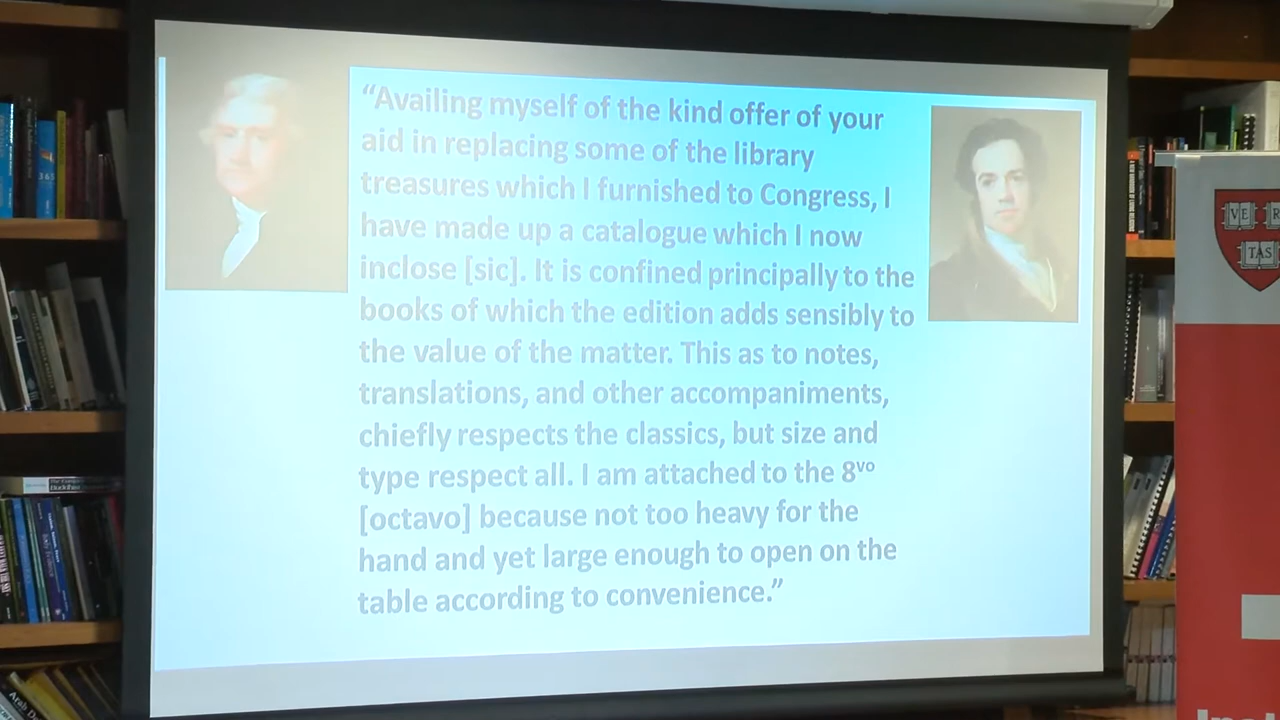 “Availing myself of the kind offer of your
aid in replacing some of the library
treasures which I furnished to Congress, I
have made up a catalogue which I now
inclose [sic]. It is confined principally to the
books of which the edition adds sensibly to
the value of the matter. This as to notes,
translations, and other accompaniments,
chiefly respects the classics, but size and
type respect all. I am attached to the 8vo
[octavo] because not too heavy for the
hand and yet large enough to open on the
table according to convenience.”
VE
R
TAS
365